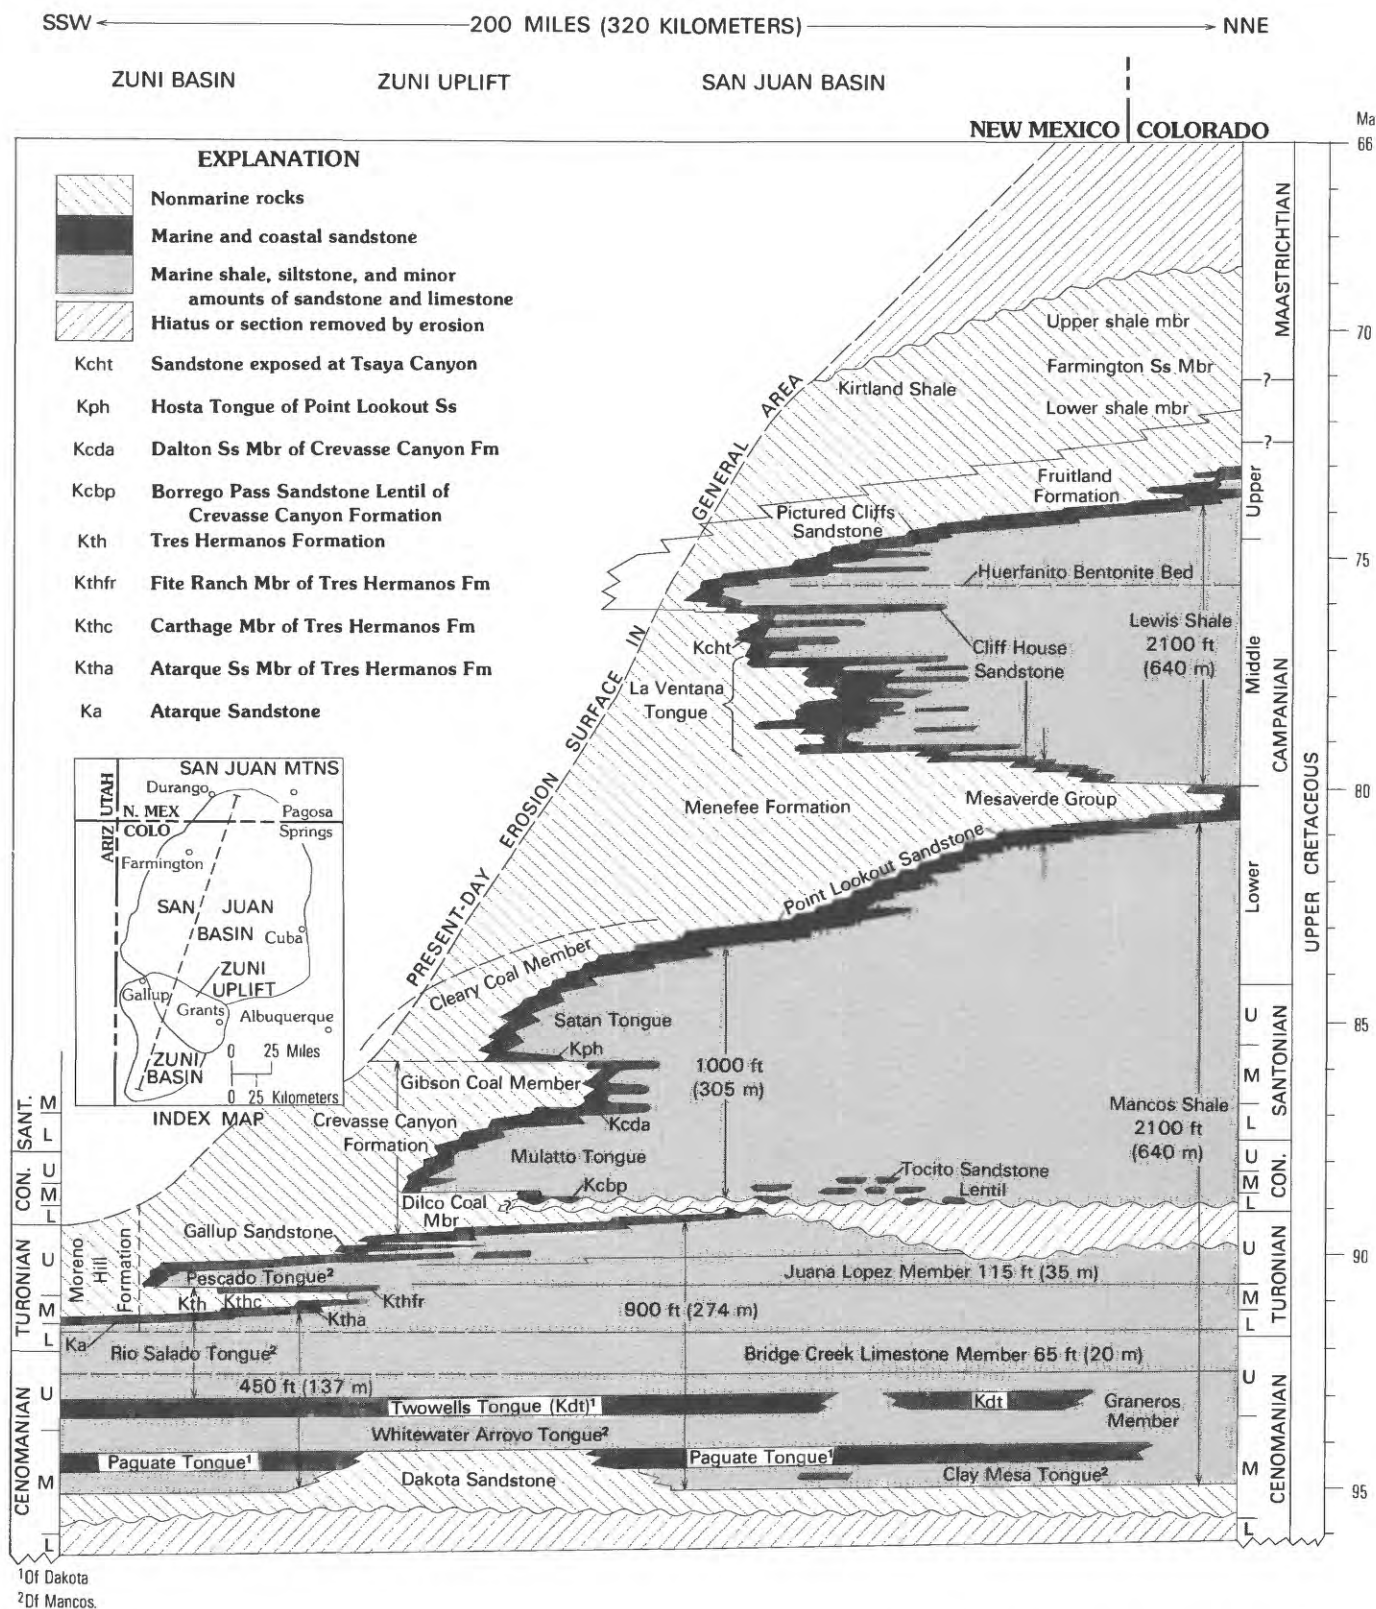 SSW 200 MILES (320 KILOMETERS) NNE
ZUNI BASIN ZUNI UPLIFT SAN JUAN BASIN
NEW MEXICO COLORADO
Ma
66
70
75
80
85
90
95
EXPLANATION
Nonmarine rocks
Marine and coastal sandstone
Marine shale, siltstone, and minor
amounts of sandstone and limestone
Hiatus or section removed by erosion
Kcht Sandstone exposed at Tsaya Canyon
Kph Hosta Tongue of Point Lookout Ss
Kcda Dalton Ss Mbr of Crevasse Canyon Fm
Kcbp Borrego Pass Sandstone Lentil of
Crevasse Canyon Formation
Kth Tres Hermanos Formation
Kthfr Fite Ranch Mbr of Tres Hermanos Fm
Kthc Carthage Mbr of Tres Hermanos Fm
Ktha Atarque Ss Mbr of Tres Hermanos Fm
Ka Atarque Sandstone
PRESENT-DAY EROSION SURFACE IN GENERAL AREA
Upper shale mbr
Farmington Ss Mbr
Kirtland Shale
Lower shale mbr
Fruitland
Formation
Pictured Cliffs
Sandstone
Huerfanito Bentonite Bed
Lewis Shale
2100 ft
(640 m)
Kcht
Cliff House
Sandstone
La Ventana
Tongue
Menefee Formation
Mesaverde Group
Point Lookout Sandstone
Cleary Coal Member
Satan Tongue
Kph
Gibson Coal Member
1000 ft
(305 m)
Crevasse Canyon
Formation
Kcda
Mancos Shale
2100 ft
(640 m)
Mulatto Tongue
Tocito Sandstone
Lentil
Dilco Coal
Mbr
?
Kcbp
Gallup Sandstone
Moreno
Hill
Formation
Pescado Tongue²
Juana Lopez Member 115 ft (35 m)
Kth Kthc Kthfr
Ktha
900 ft (274 m)
Ka
Rio Salado Tongue²
Bridge Creek Limestone Member 65 ft (20 m)
450 ft (137 m)
Twowells Tongue (Kdt)¹
Kdt
Graneros
Member
Whitewater Arroyo Tongue²
Paguate Tongue¹
Paguate Tongue¹
Dakota Sandstone
Clay Mesa Tongue²
SAN JUAN MTNS
UTAH
Durango
Pagosa
Springs
N. MEX
COLO
ARIZ
Farmington
SAN JUAN
BASIN
Cuba
ZUNI
UPLIFT
Gallup
Grants
Albuquerque
ZUNI
BASIN
0 25 Miles
0 25 Kilometers
INDEX MAP
SANT.
M
L
CON.
U
M
L
TURONIAN
U
M
L
CENOMANIAN
U
M
L
MAASTRICHTIAN
?
?
CAMPANIAN
Upper
Middle
Lower
SANTONIAN
U
M
L
CON.
U
M
L
TURONIAN
U
M
L
CENOMANIAN
U
M
L
UPPER CRETACEOUS
¹Of Dakota
²Of Mancos.